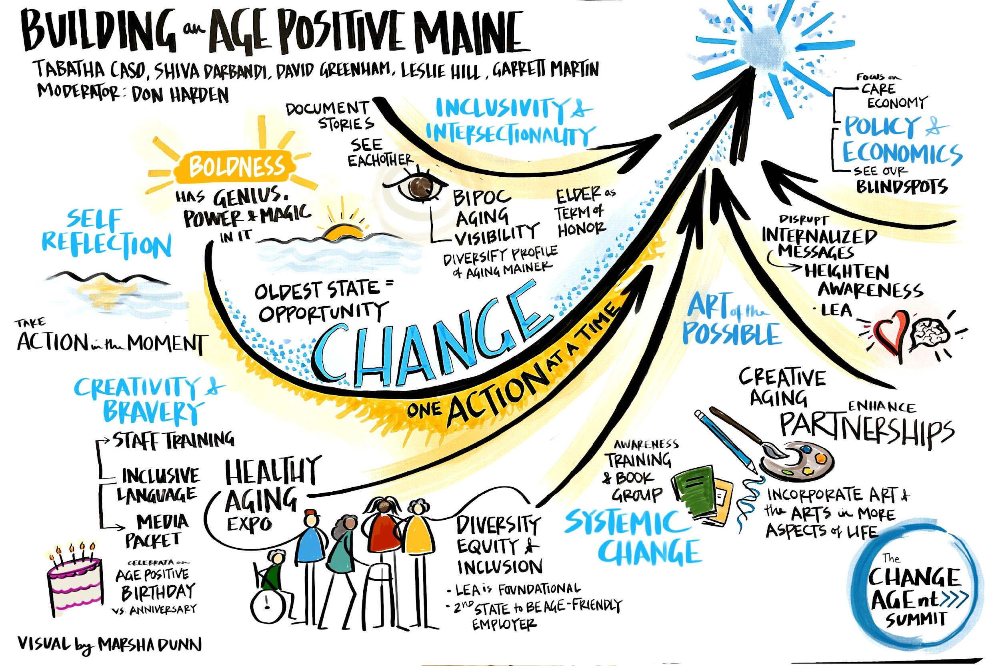 BUILDING an AGE POSITIVE MAINE
TABATHA CASO, SHIVA DARBANDI, DAVID GREENHAM, LESLIE HILL, GARRETT MARTIN
MODERATOR: DON HARDEN
DOCUMENT
STORIES
SEE
EACHOTHER
INCLUSIVITY &
INTERSECTIONALITY
BIPOC
AGING
VISIBILITY
DIVERSIFY PROFILE
of AGING MAINER
ELDER as
TERM of
HONOR
FOCUS on
CARE
ECONOMY
POLICY &
ECONOMICS
SEE OUR
BLINDSPOTS
BOLDNESS
HAS GENIUS.
POWER & MAGIC
IN IT
SELF
REFLECTION
TAKE
ACTION in the MOMENT
OLDEST STATE =
OPPORTUNITY
CHANGE
ONE ACTION AT A TIME
DISRUPT
INTERNALIZED
MESSAGES
HEIGHTEN
AWARENESS
• LEA
ART of the
POSSIBLE
CREATIVE
AGING
ENHANCE
PARTNERSHIPS
INCORPORATE ART &
the ARTS in MORE
ASPECTS of LIFE
CREATIVITY &
BRAVERY
STAFF TRAINING
INCLUSIVE
LANGUAGE
MEDIA
PACKET
CELEBRATA an
AGE POSITIVE
BIRTHDAY
VS. ANNIVERSARY
HEALTHY
AGING
EXPO
DIVERSITY
EQUITY &
INCLUSION
• LEA is FOUNDATIONAL
• 2nd STATE to BE AGE-FRIENDLY
EMPLOYER
AWARENESS
TRAINING
& BOOK
GROUP
SYSTEMIC
CHANGE
The
CHANGE
AGEnt >>>
SUMMIT
VISUAL by MARSHA DUNN